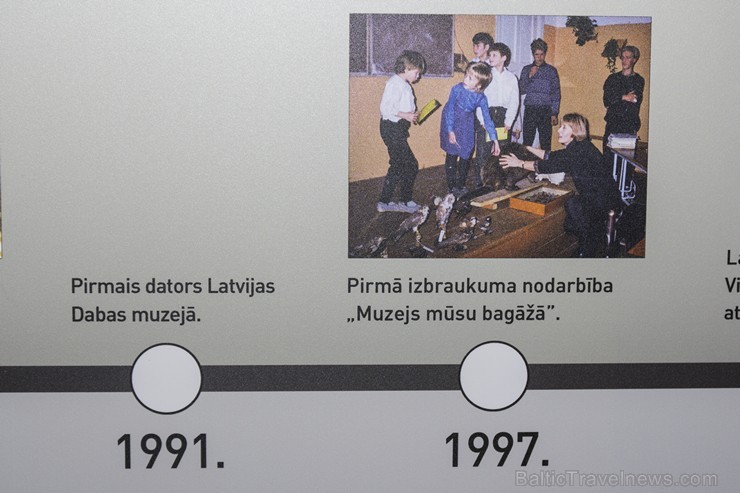 Pirmais dators Latvijas
Dabas muzejā.
1991.
Pirmā izbraukuma nodarbība
„Muzejs mūsu bagāžā”.
1997.
BalticTravelnews.com